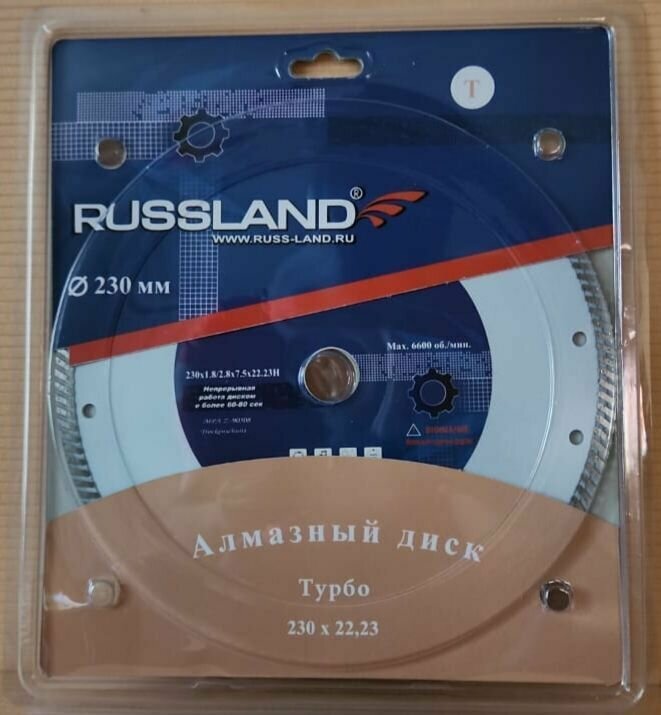 T
RUSSLAND®
WWW.RUSS-LAND.RU
Ø 230 мм
Max. 6600 об./мин.
230x1.8/2.8x7.5x22.23H
Непрерывная
работа диском
не более 60-80 сек
Алмазный диск
Турбо
230 x 22,23